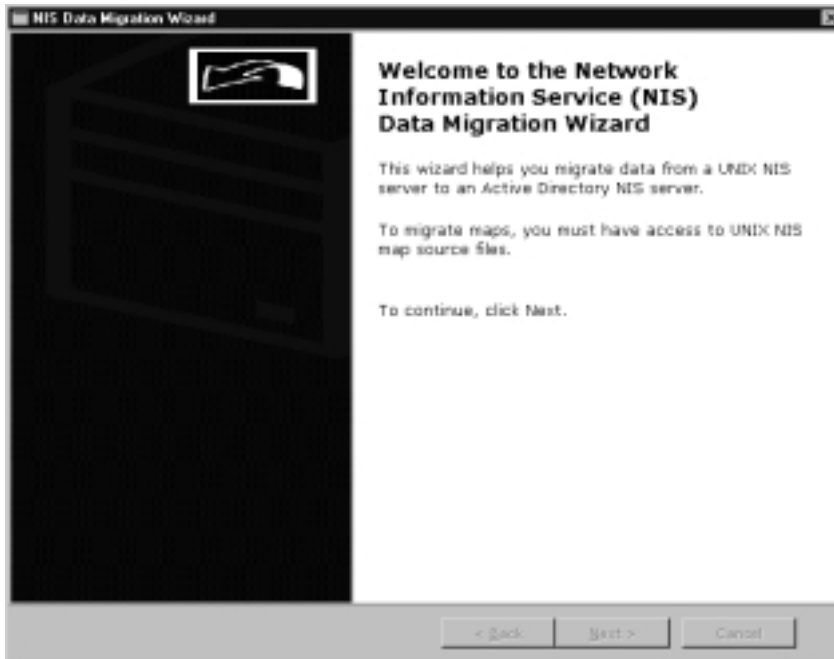 NIS Data Migration Wizard
Welcome to the Network
Information Service (NIS)
Data Migration Wizard
This wizard helps you migrate data from a UNIX NIS
server to an Active Directory NIS server.
To migrate maps, you must have access to UNIX NIS
map source files.
To continue, click Next.
< Back
Next >
Cancel